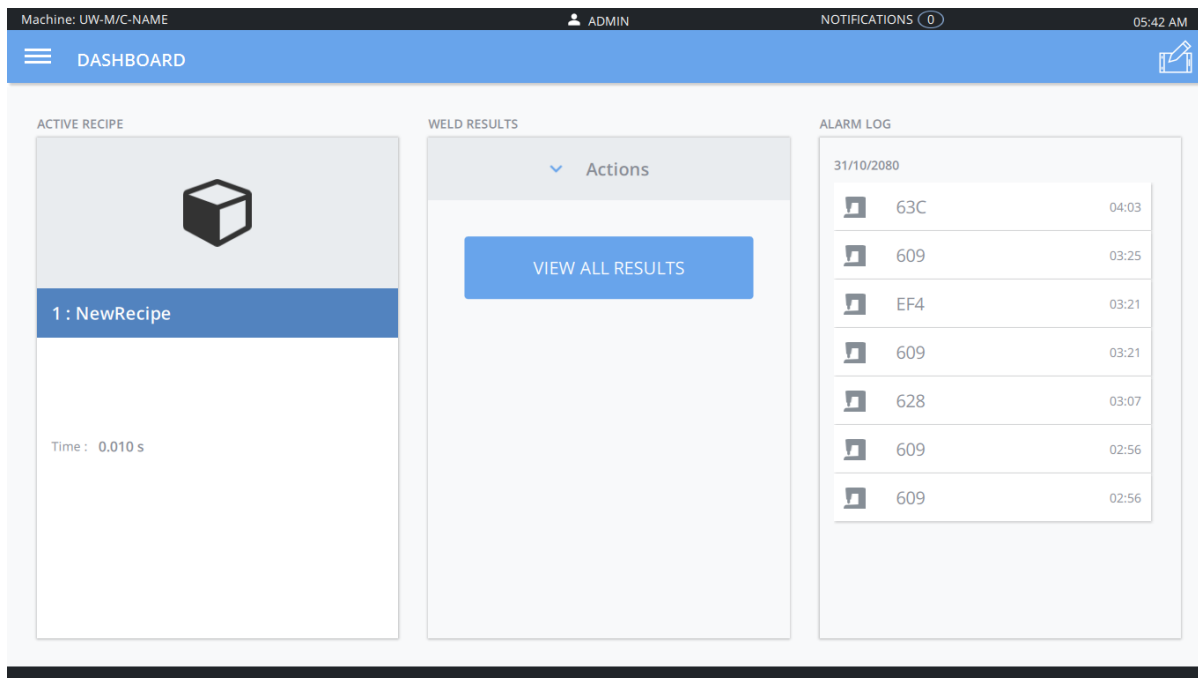 Machine: UW-M/C-NAME ADMIN NOTIFICATIONS 0 05:42 AM
DASHBOARD
ACTIVE RECIPE
1 : NewRecipe
Time : 0.010 s
WELD RESULTS
Actions
VIEW ALL RESULTS
ALARM LOG
31/10/2080
63C 04:03
609 03:25
EF4 03:21
609 03:21
628 03:07
609 02:56
609 02:56